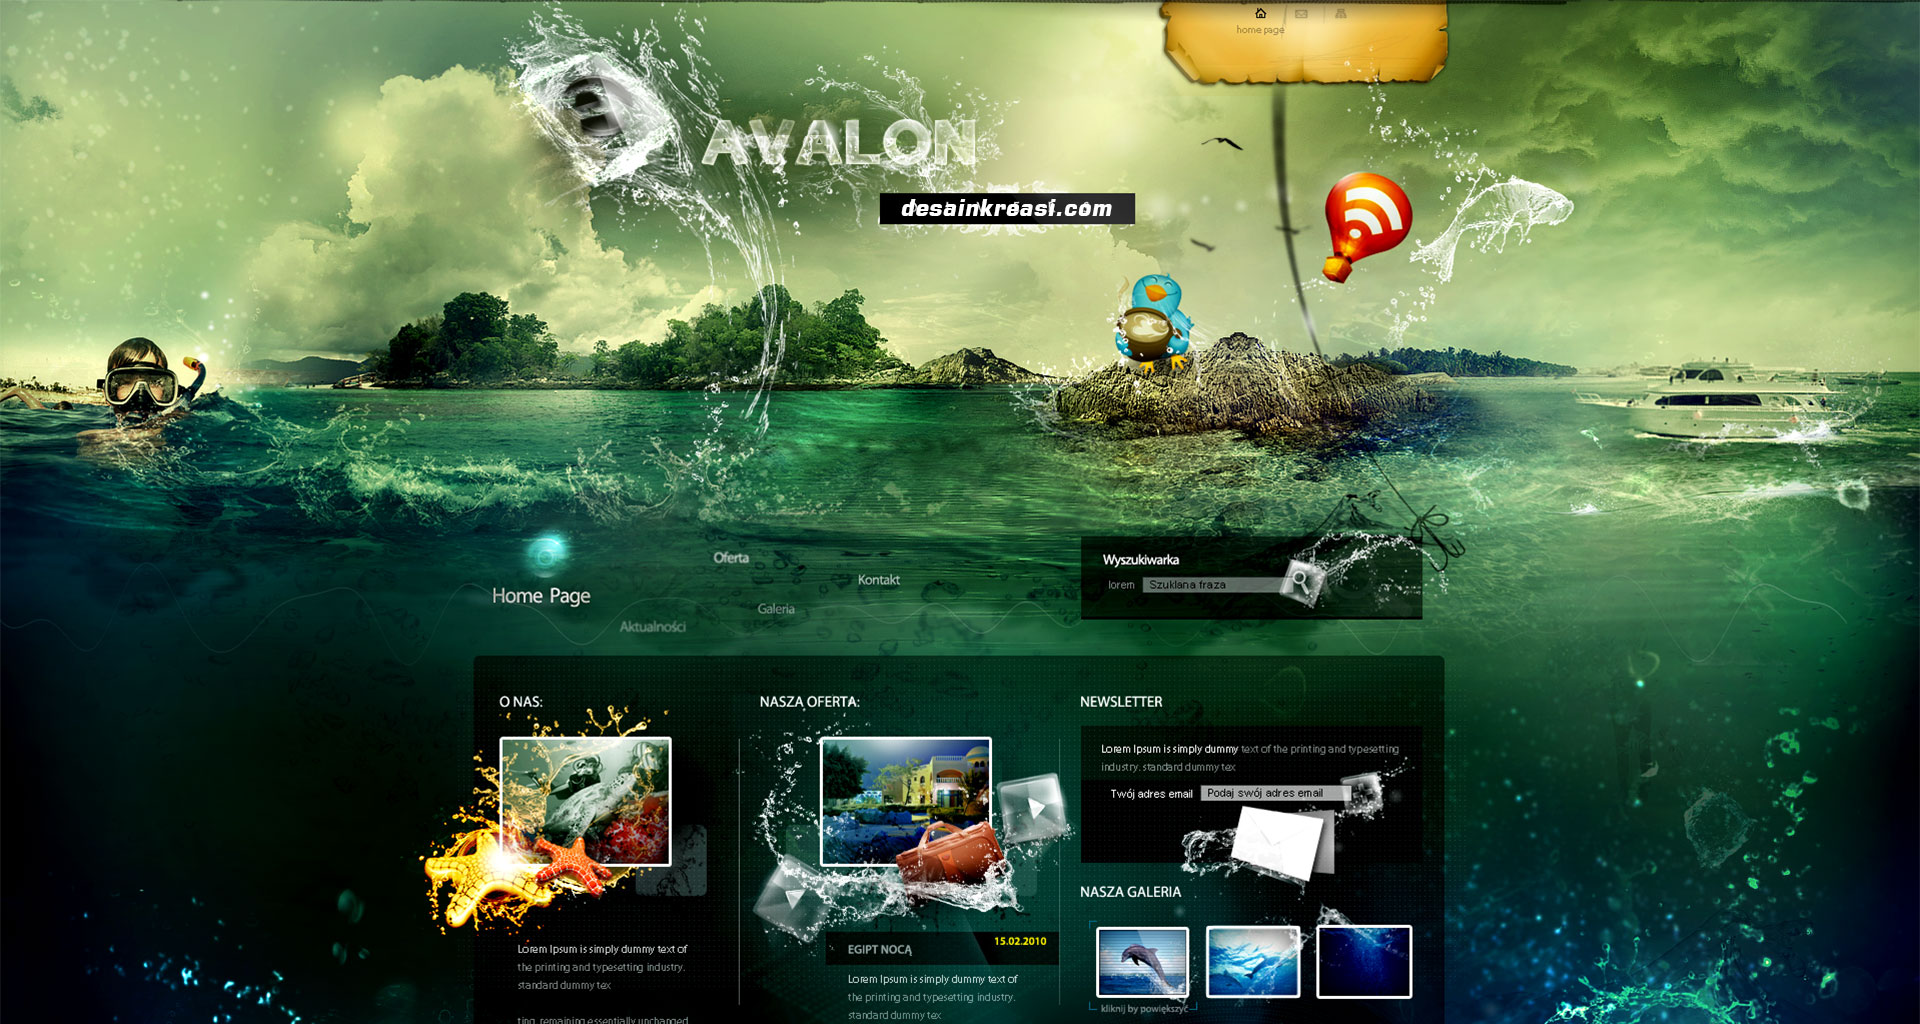 home page
AVALON
desainkreasi.com
Oferta
Kontakt
Home Page
Galeria
Aktualności
Wyszukiwarka
lorem Szuklana fraza
O NAS:
NASZA OFERTA:
NEWSLETTER
Lorem Ipsum is simply dummy text of the printing and typesetting
industry. standard dummy tex
Twój adres email Podaj swój adres email
NASZA GALERIA
Lorem Ipsum is simply dummy text of
the printing and typesetting industry.
standard dummy tex
ting, remaining essentially unchanged
EGIPT NOCĄ
15.02.2010
Lorem Ipsum is simply dummy text of
the printing and typesetting industry.
standard dummy tex
kliknij by powiększyć